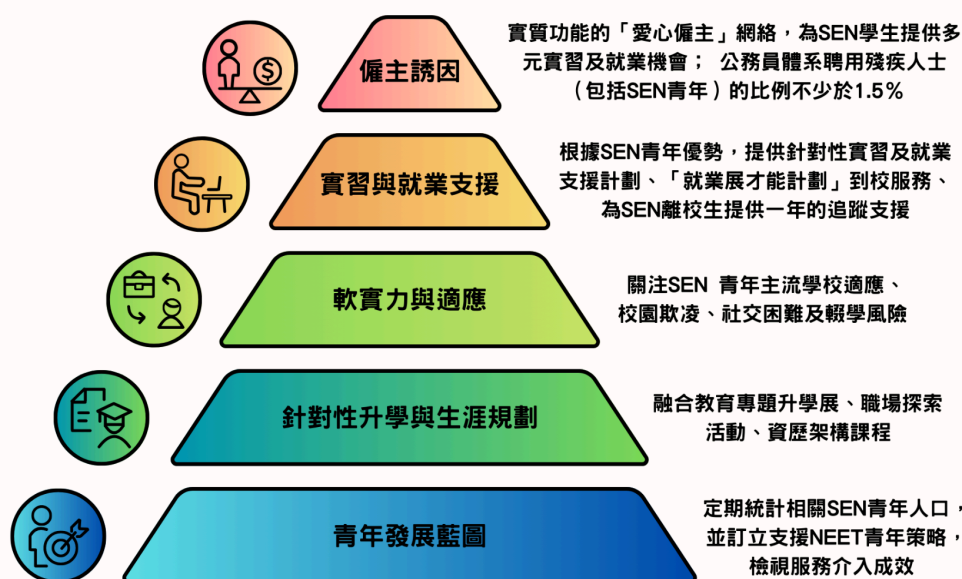 僱主誘因
實質功能的「愛心僱主」網絡，為SEN學生提供多
元實習及就業機會； 公務員體系聘用殘疾人士
（包括SEN青年）的比例不少於1.5%
實習與就業支援
根據SEN青年優勢，提供針對性實習及就業
支援計劃、「就業展才能計劃」到校服務、
為SEN離校生提供一年的追蹤支援
軟實力與適應
關注SEN 青年主流學校適應、
校園欺凌、社交困難及輟學風險
針對性升學與生涯規劃
融合教育專題升學展、職場探索
活動、資歷架構課程
青年發展藍圖
定期統計相關SEN青年人口，
並訂立支援NEET青年策略，
檢視服務介入成效